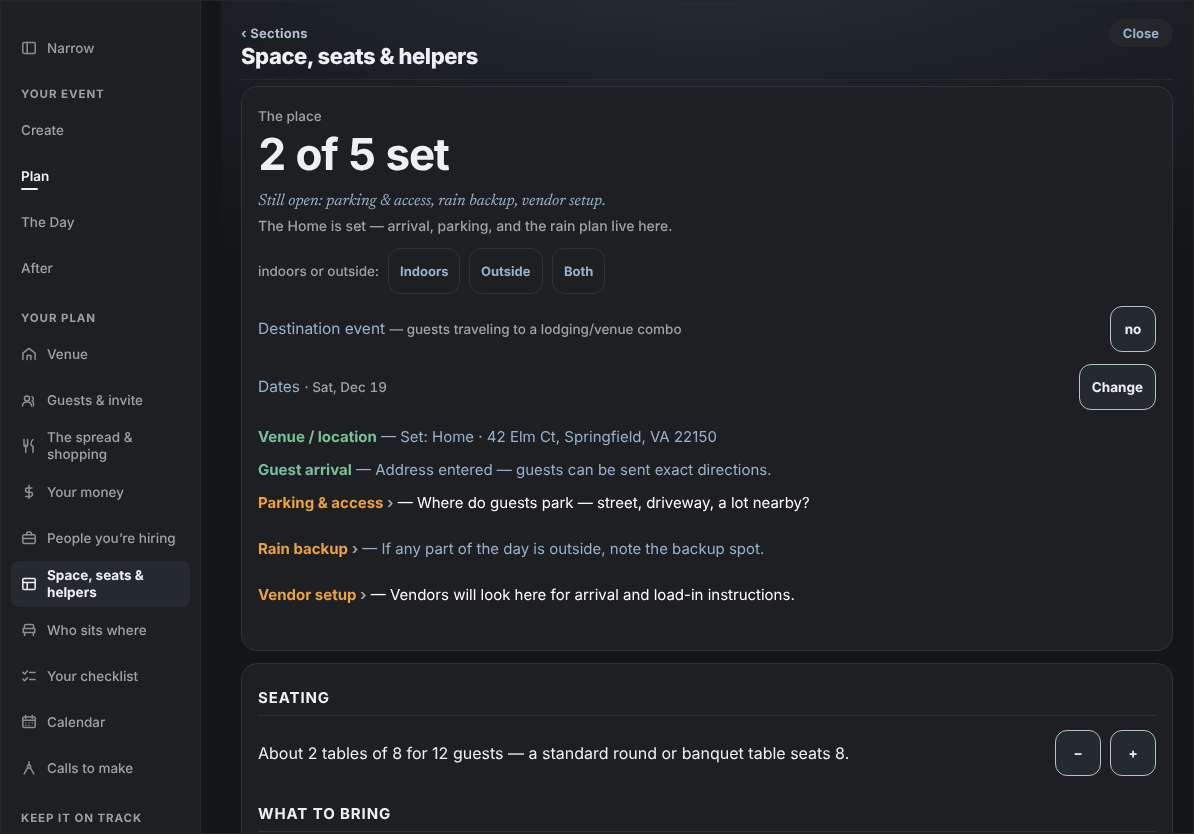 Narrow
YOUR EVENT
Create
Plan
The Day
After
YOUR PLAN
Venue
Guests & invite
The spread &
shopping
Your money
People you're hiring
Space, seats &
helpers
Who sits where
Your checklist
Calendar
Calls to make
KEEP IT ON TRACK
‹ Sections
Space, seats & helpers
Close
The place
2 of 5 set
Still open: parking & access, rain backup, vendor setup.
The Home is set — arrival, parking, and the rain plan live here.
indoors or outside: Indoors Outside Both
Destination event — guests traveling to a lodging/venue combo no
Dates · Sat, Dec 19 Change
Venue / location — Set: Home · 42 Elm Ct, Springfield, VA 22150
Guest arrival — Address entered — guests can be sent exact directions.
Parking & access › — Where do guests park — street, driveway, a lot nearby?
Rain backup › — If any part of the day is outside, note the backup spot.
Vendor setup › — Vendors will look here for arrival and load-in instructions.
SEATING
About 2 tables of 8 for 12 guests — a standard round or banquet table seats 8. − +
WHAT TO BRING